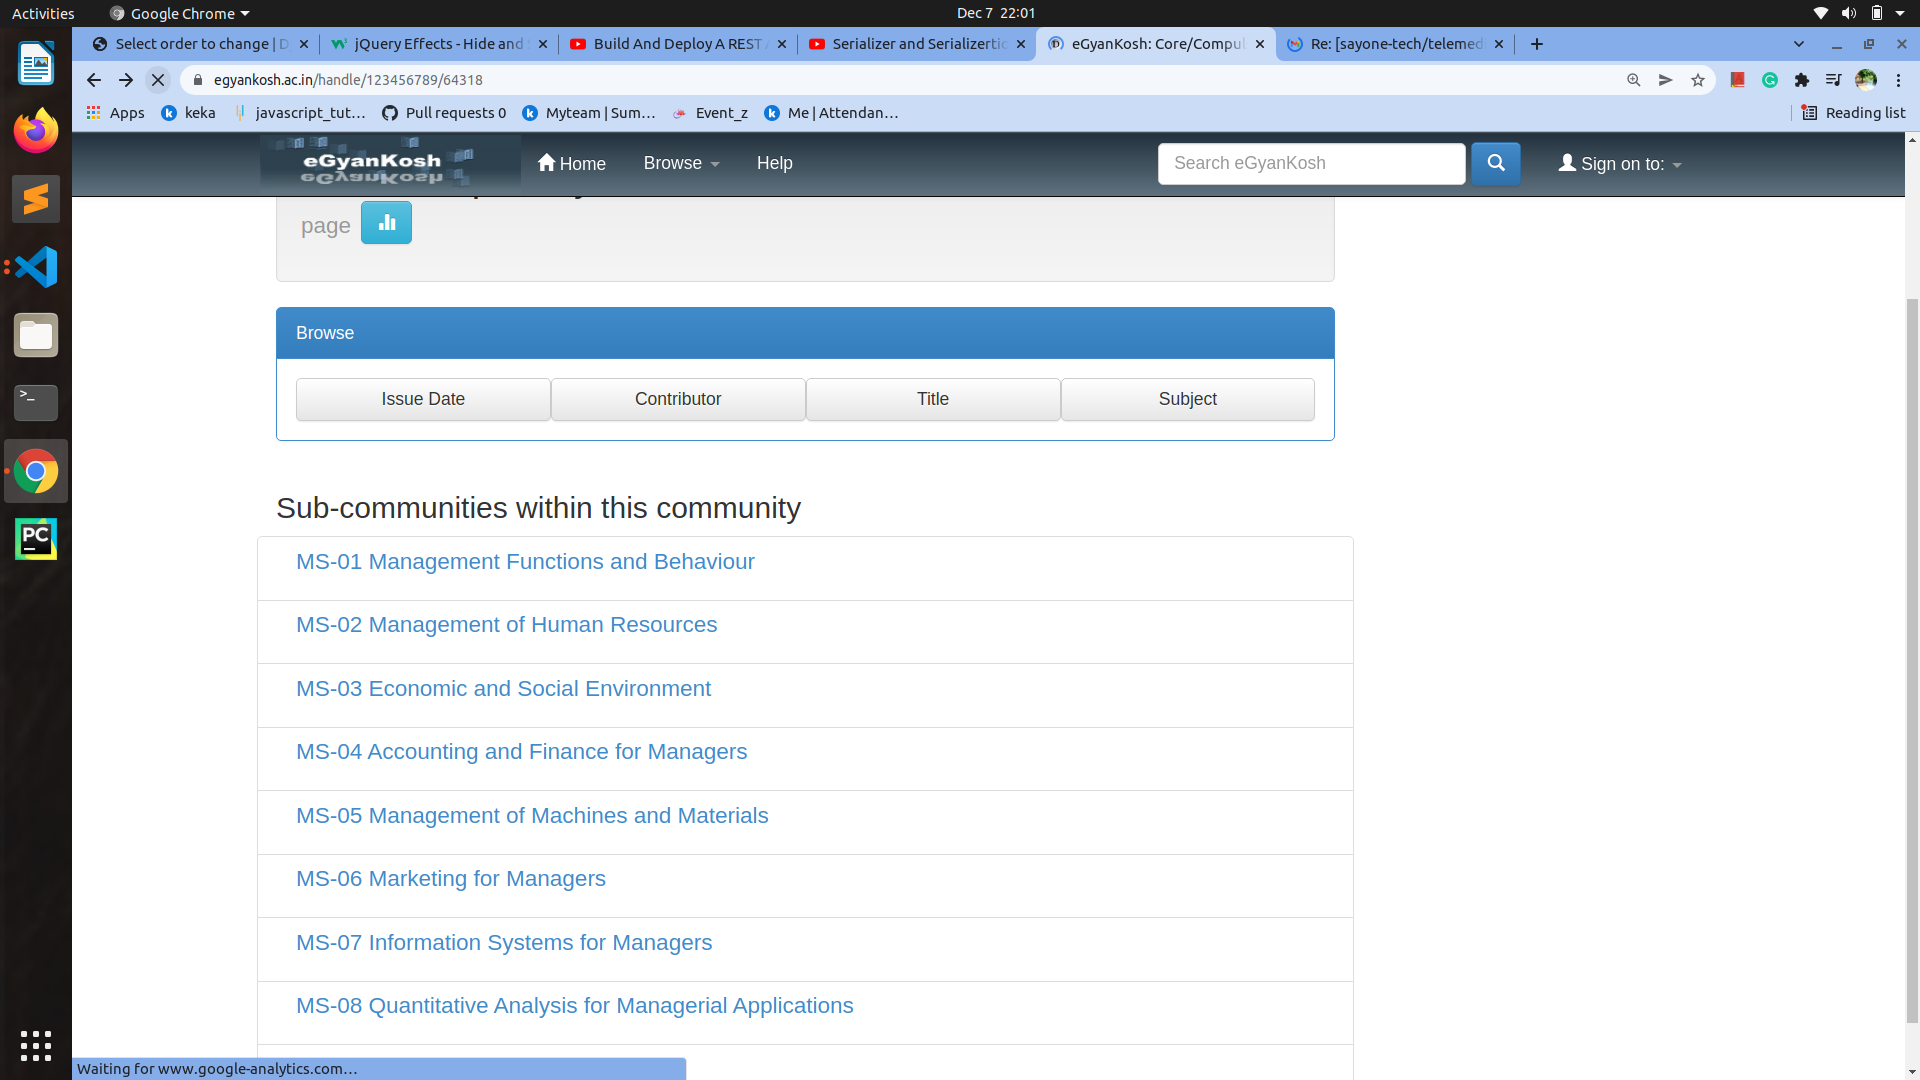 Activities
Google Chrome
Dec 7 22:01
Select order to change | D
jQuery Effects - Hide and
Build And Deploy A REST
Serializer and Serializer
eGyanKosh: Core/Compul
Re: [sayone-tech/telemed
egyankosh.ac.in/handle/123456789/64318
Apps
keka
javascript_tut…
Pull requests 0
Myteam | Sum…
Event_z
Me | Attendan…
Reading list
eGyanKosh
Home
Browse
Help
Search eGyanKosh
Sign on to:
page
Browse
Issue Date
Contributor
Title
Subject
Sub-communities within this community
MS-01 Management Functions and Behaviour
MS-02 Management of Human Resources
MS-03 Economic and Social Environment
MS-04 Accounting and Finance for Managers
MS-05 Management of Machines and Materials
MS-06 Marketing for Managers
MS-07 Information Systems for Managers
MS-08 Quantitative Analysis for Managerial Applications
Waiting for www.google-analytics.com…